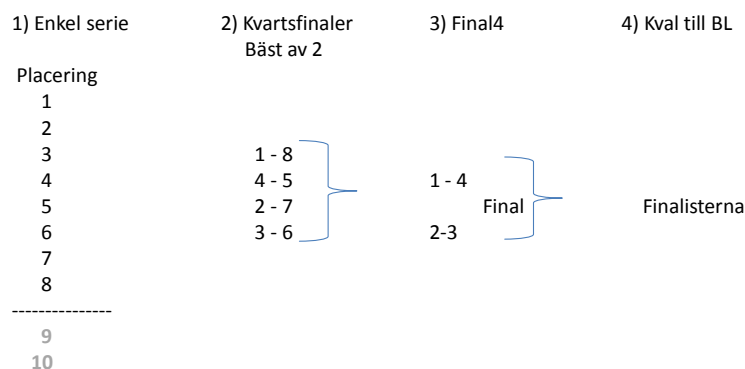 1) Enkel serie 2) Kvartsfinaler 3) Final4 4) Kval till BL
Bäst av 2
Placering
1
2
3 1 - 8
4 4 - 5 1 - 4
5 2 - 7 Final Finalisterna
6 3 - 6 2-3
7
8
---------------
9
10